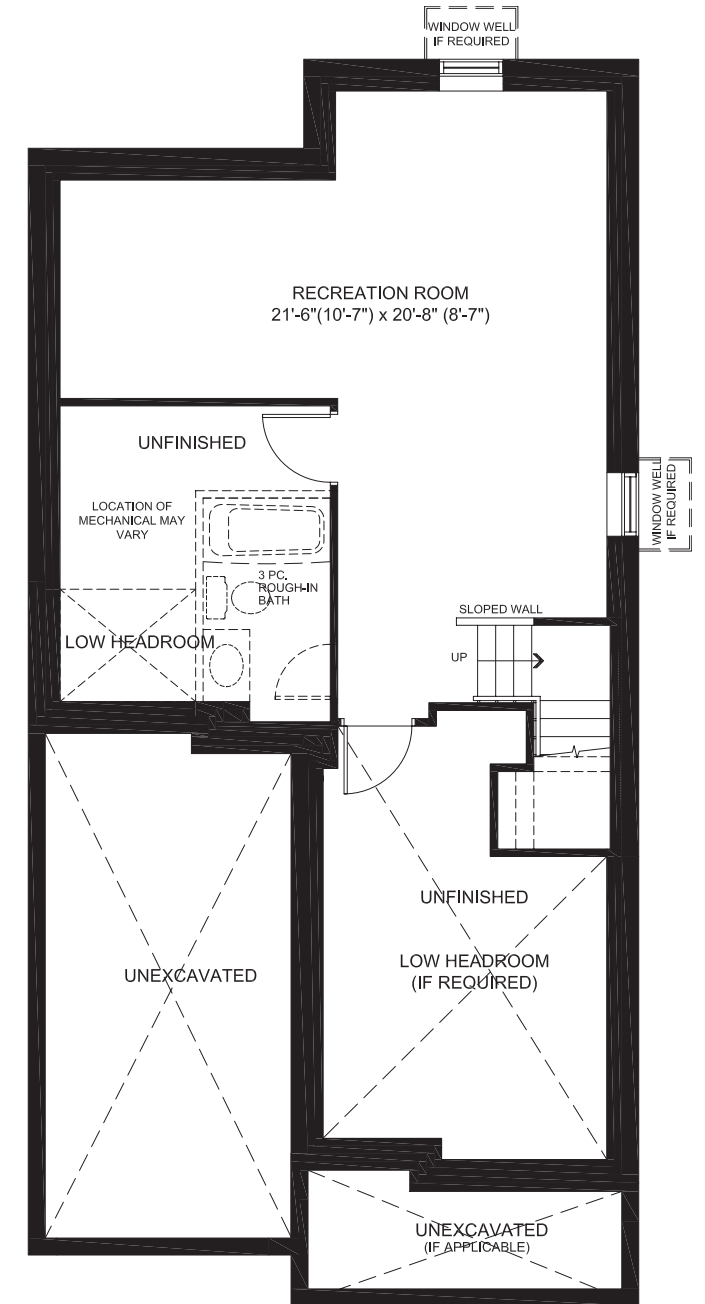 WINDOW WELL
IF REQUIRED
RECREATION ROOM
21'-6"(10'-7") x 20'-8" (8'-7")
UNFINISHED
LOCATION OF
MECHANICAL MAY
VARY
WINDOW WELL
IF REQUIRED
3 PC.
ROUGH-IN
BATH
SLOPED WALL
LOW HEADROOM
UP
UNFINISHED
LOW HEADROOM
(IF REQUIRED)
UNEXCAVATED
UNEXCAVATED
(IF APPLICABLE)